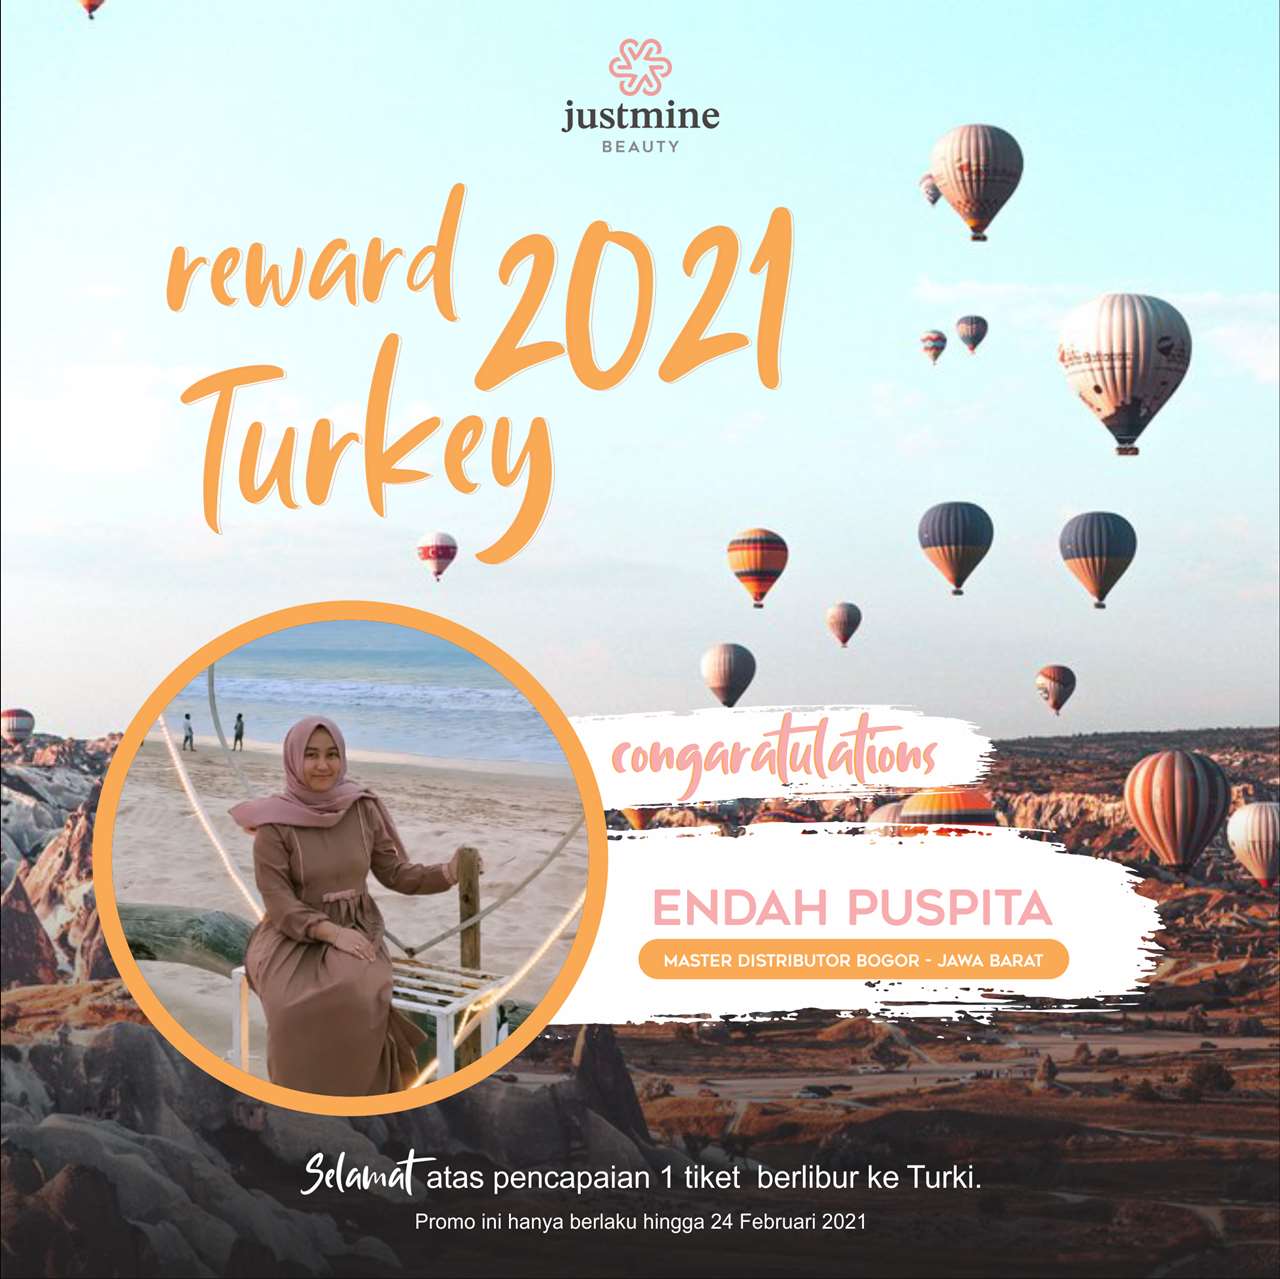 justmine
BEAUTY
reward 2021
Turkey
congaratulations
ENDAH PUSPITA
MASTER DISTRIBUTOR BOGOR - JAWA BARAT
Selamat atas pencapaian 1 tiket berlibur ke Turki.
Promo ini hanya berlaku hingga 24 Februari 2021